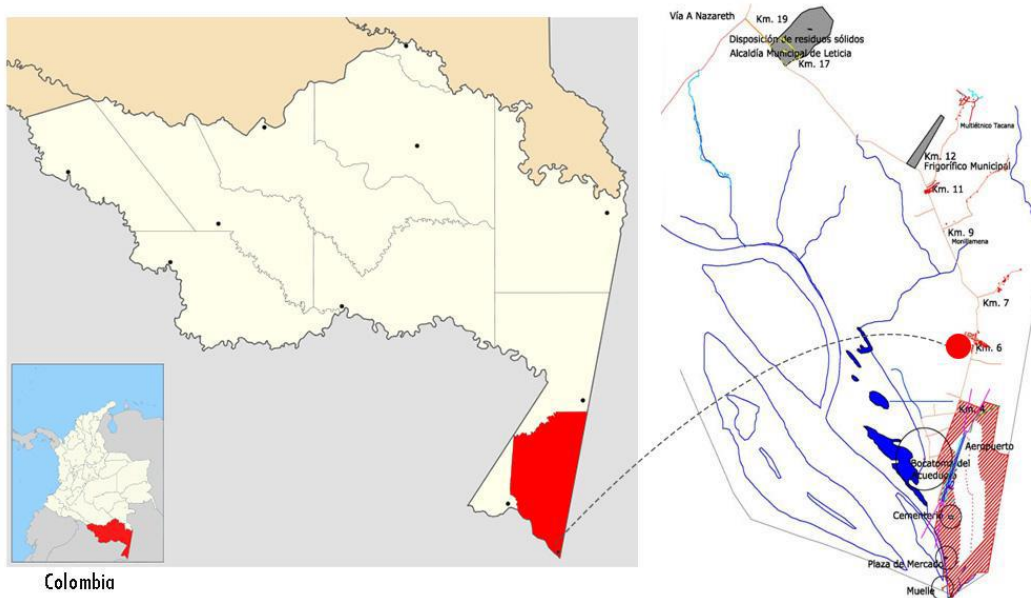 Colombia
Vía A Nazareth
Km. 19
Disposición de residuos sólidos
Alcaldía Municipal de Leticia
Km. 17
Multiétnico Tacana
Km. 12
Frigorífico Municipal
Km. 11
Km. 9
Monillamena
Km. 7
Km. 6
Km. 4
Aeropuerto
Bocatoma del
acueducto
Cementerio
Plaza de Mercado
Muelle